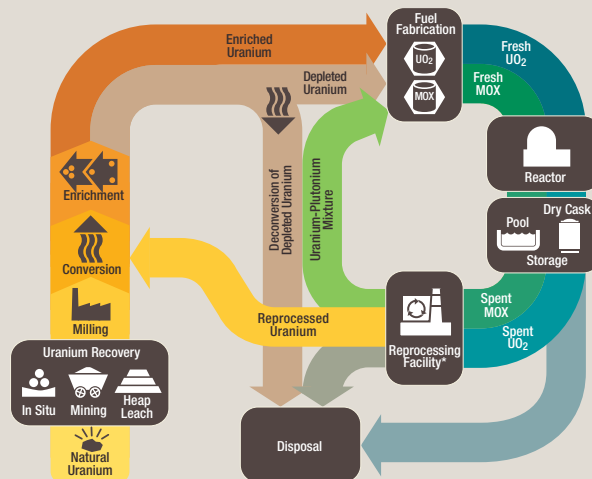 Enriched
Uranium
Fuel
Fabrication
UO2
MOX
Fresh
UO2
Fresh
MOX
Depleted
Uranium
Enrichment
Deconversion of
Depleted Uranium
Uranium-Plutonium
Mixture
Reactor
Dry Cask
Pool
Storage
Conversion
Milling
Reprocessed
Uranium
Reprocessing
Facility*
Spent
MOX
Spent
UO2
Uranium Recovery
In Situ
Mining
Heap
Leach
Disposal
Natural
Uranium